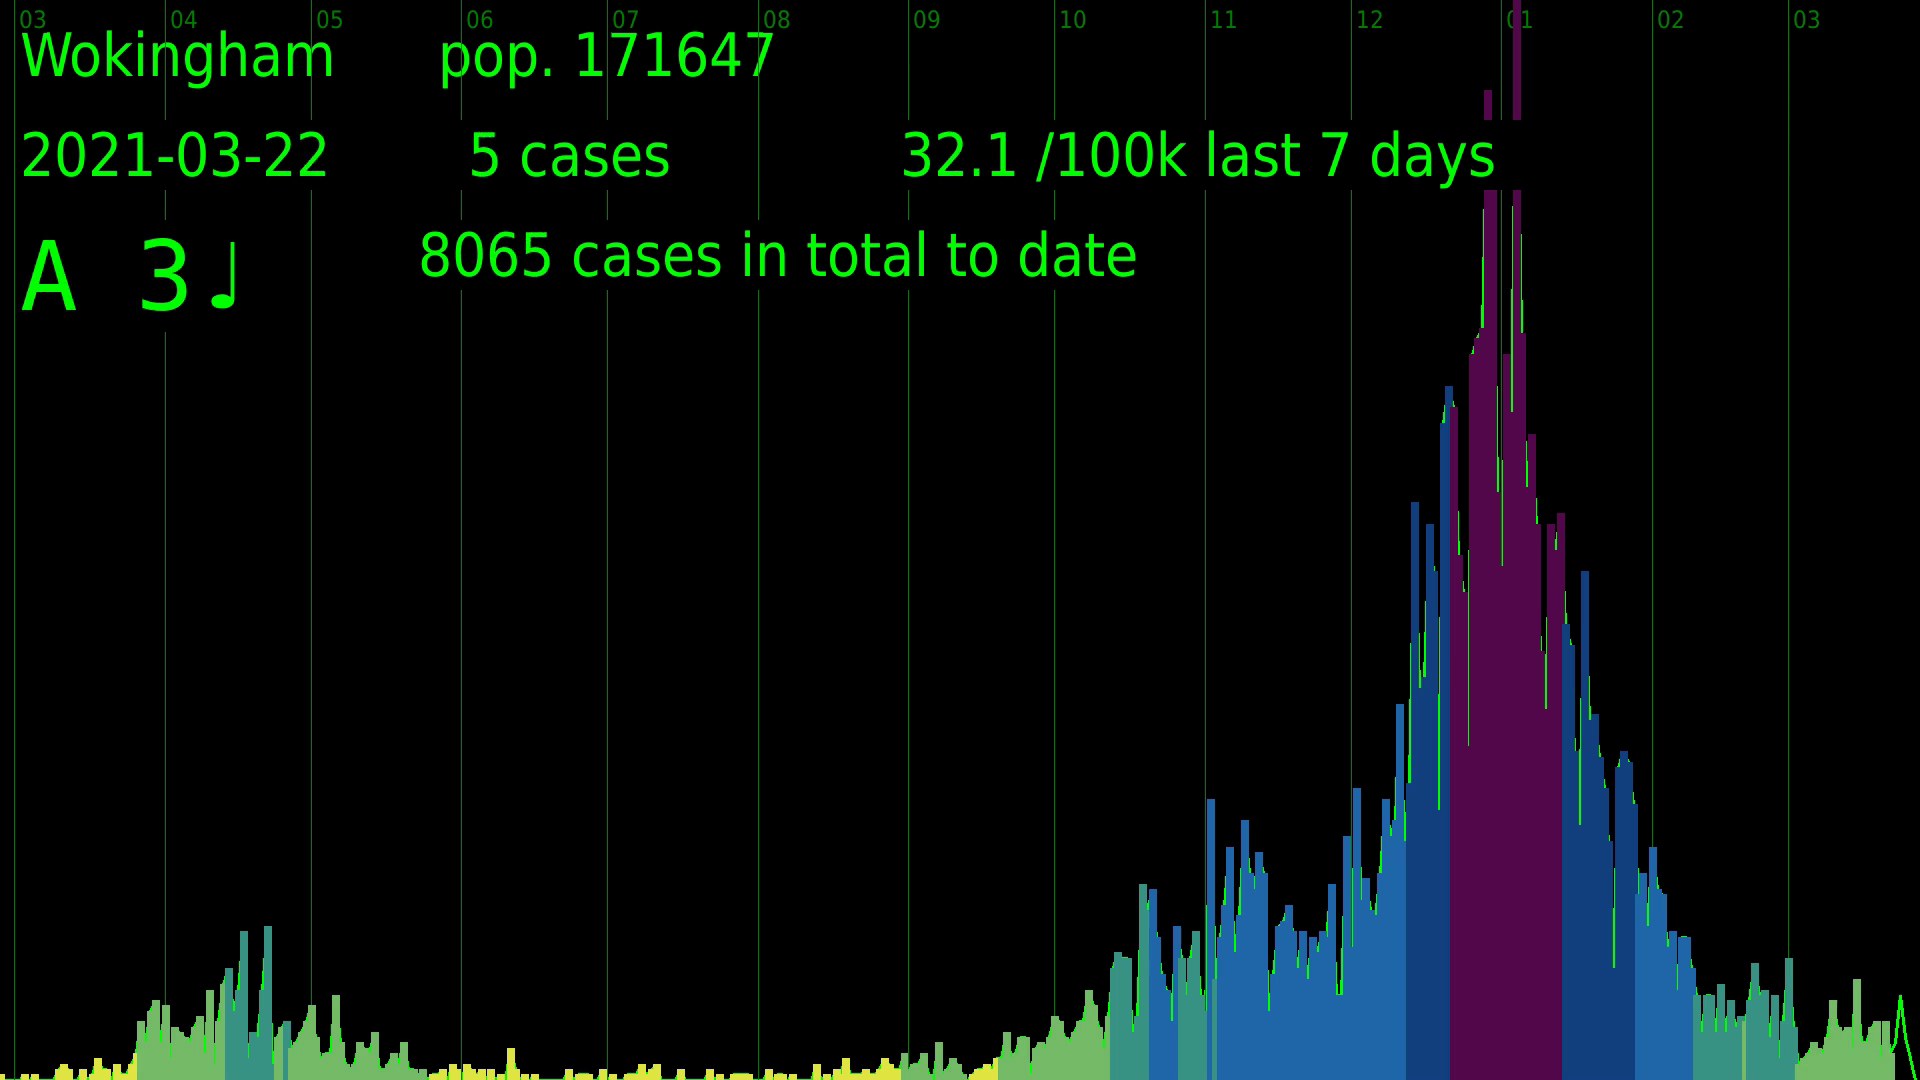 03 04 05 06 07 08 09 10 11 12 01 02 03
Wokingham pop. 171647
2021-03-22 5 cases 32.1 /100k last 7 days
A 3♩ 8065 cases in total to date